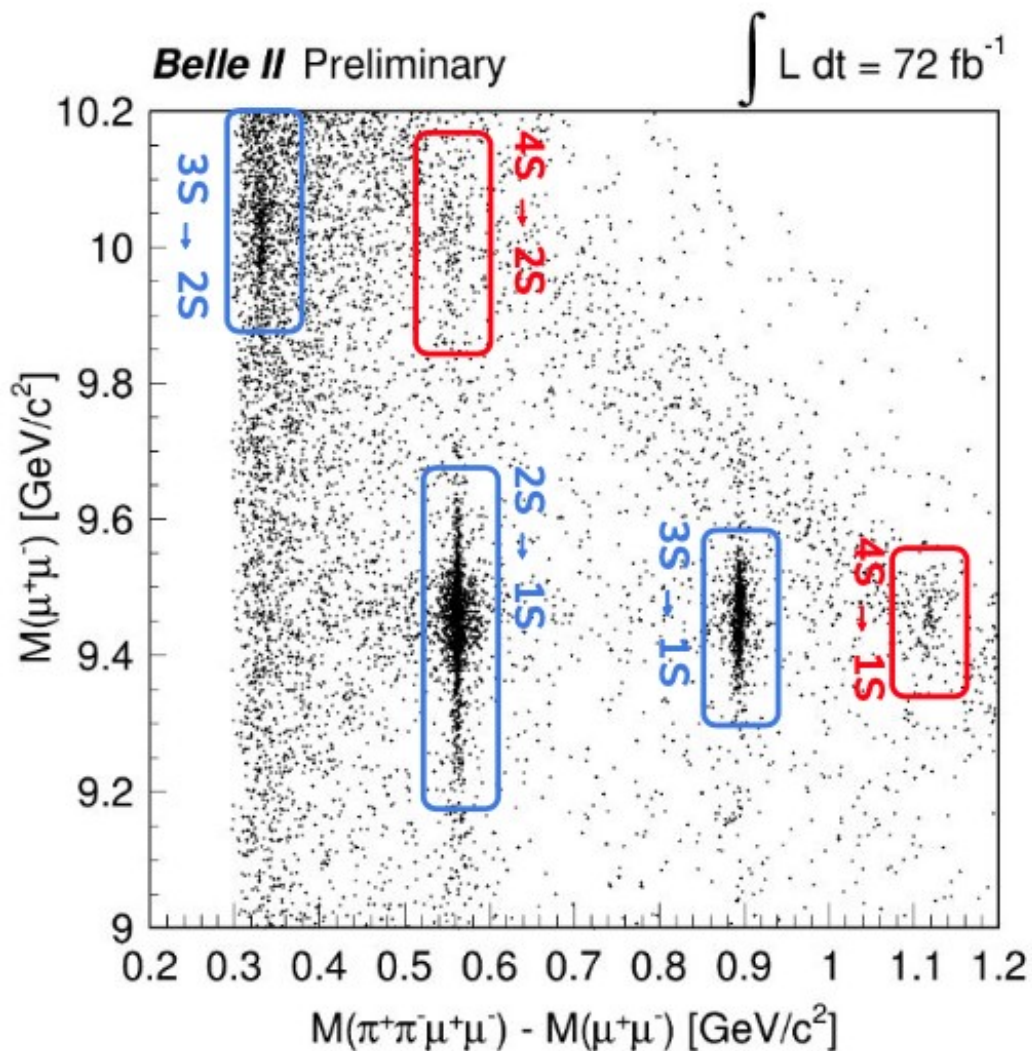 Belle II Preliminary
∫ L dt = 72 fb⁻¹
M(μ⁺μ⁻) [GeV/c²]
10.2
10
9.8
9.6
9.4
9.2
9
3S → 2S
4S → 2S
2S → 1S
3S → 1S
4S → 1S
0.2 0.3 0.4 0.5 0.6 0.7 0.8 0.9 1 1.1 1.2
M(π⁺π⁻μ⁺μ⁻) - M(μ⁺μ⁻) [GeV/c²]